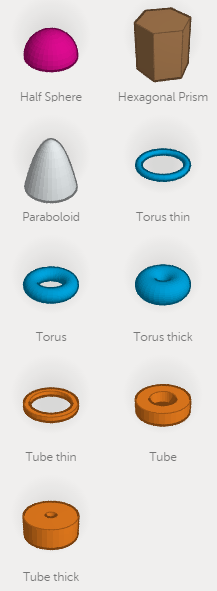 Half Sphere
Hexagonal Prism
Paraboloid
Torus thin
Torus
Torus thick
Tube thin
Tube
Tube thick